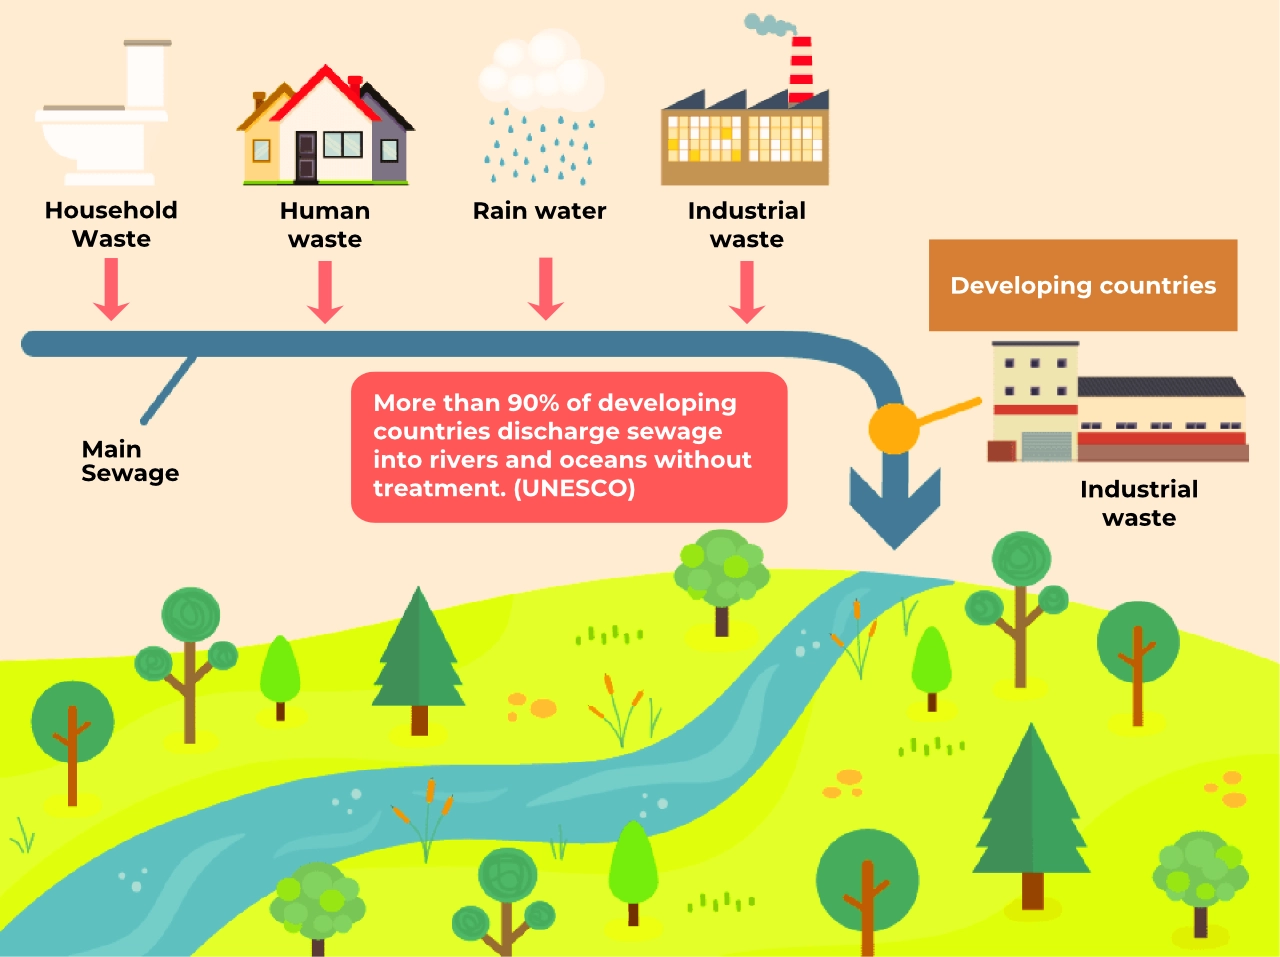 Household
Waste
Human
waste
Rain water
Industrial
waste
Developing countries
Main
Sewage
More than 90% of developing
countries discharge sewage
into rivers and oceans without
treatment. (UNESCO)
Industrial
waste